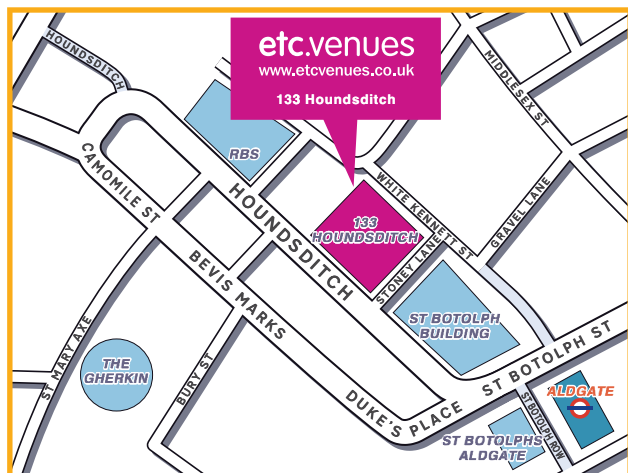 etc.venues
www.etcvenues.co.uk
133 Houndsditch
HOUNDSDITCH
MIDDLESEX ST
RBS
CAMOMILE ST
HOUNDSDITCH
WHITE KENNETT ST
GRAVEL LANE
133
HOUNDSDITCH
STONEY LANE
BEVIS MARKS
ST BOTOLPH
BUILDING
ST MARY AXE
THE
GHERKIN
BURY ST
DUKE'S PLACE
ST BOTOLPH ST
ALDGATE
ST BOTOLPH ROW
ST BOTOLPHS
ALDGATE